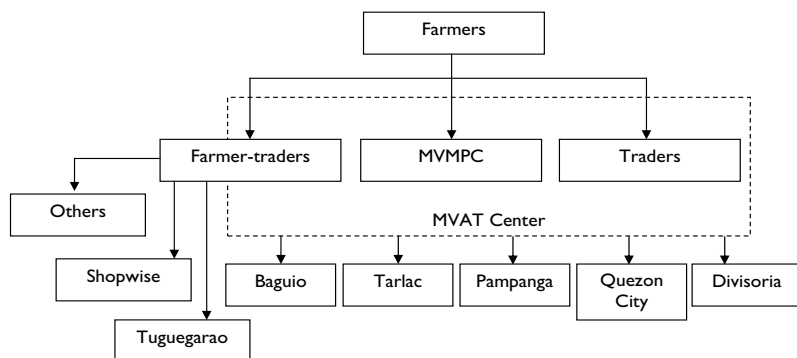 Farmers
Farmer-traders
MVMPC
Traders
Others
MVAT Center
Shopwise
Baguio
Tarlac
Pampanga
Quezon
City
Divisoria
Tuguegarao